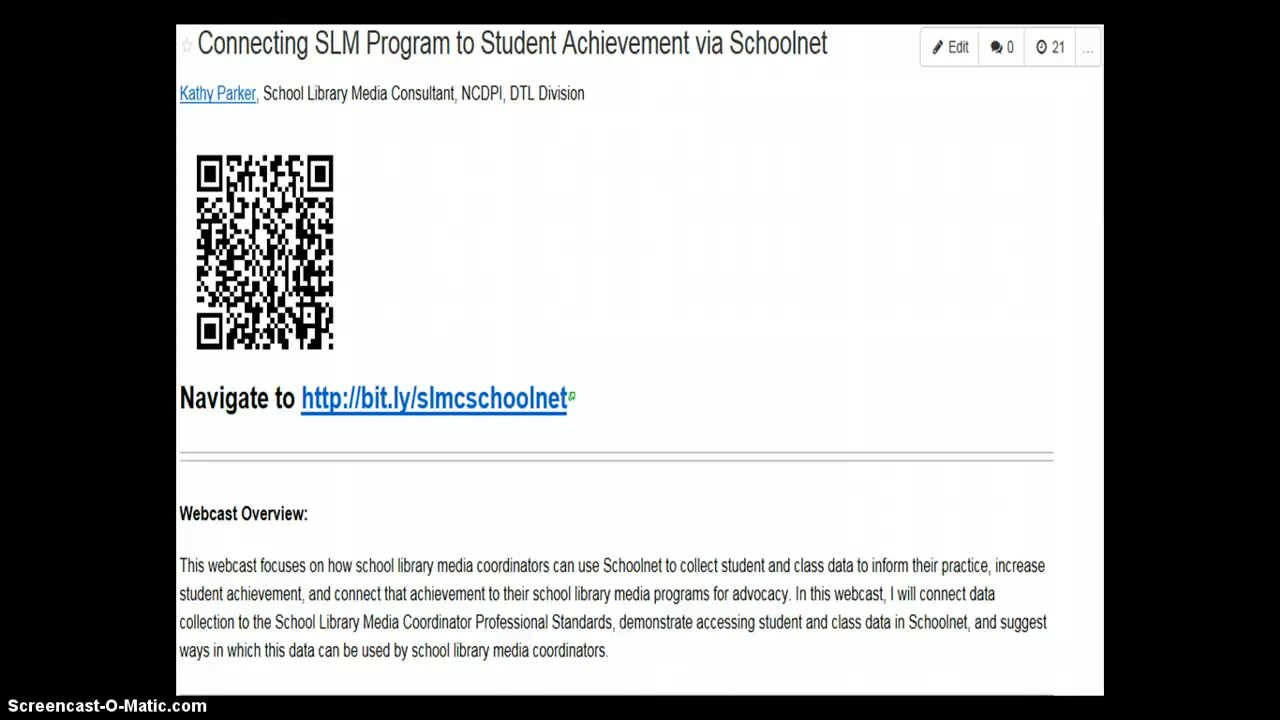 Connecting SLM Program to Student Achievement via Schoolnet
Edit 0 21 ...
Kathy Parker, School Library Media Consultant, NCDPI, DTL Division
Navigate to http://bit.ly/slmcschoolnet
Webcast Overview:
This webcast focuses on how school library media coordinators can use Schoolnet to collect student and class data to inform their practice, increase
student achievement, and connect that achievement to their school library media programs for advocacy. In this webcast, I will connect data
collection to the School Library Media Coordinator Professional Standards, demonstrate accessing student and class data in Schoolnet, and suggest
ways in which this data can be used by school library media coordinators.
Screencast-O-Matic.com